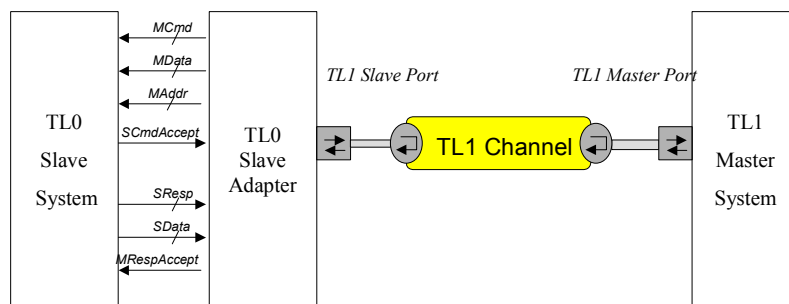 MCmd
MData
MAddr
SCmdAccept
SResp
SData
MRespAccept
TL0
Slave
System
TL0
Slave
Adapter
TL1 Slave Port
TL1 Channel
TL1 Master Port
TL1
Master
System